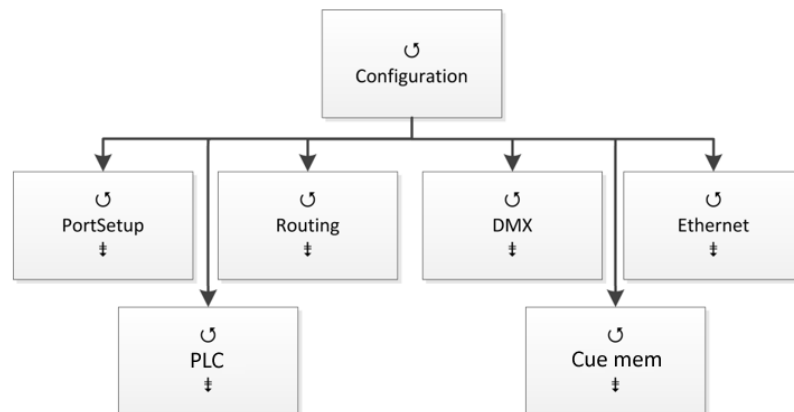 Configuration
PortSetup
Routing
DMX
Ethernet
PLC
Cue mem